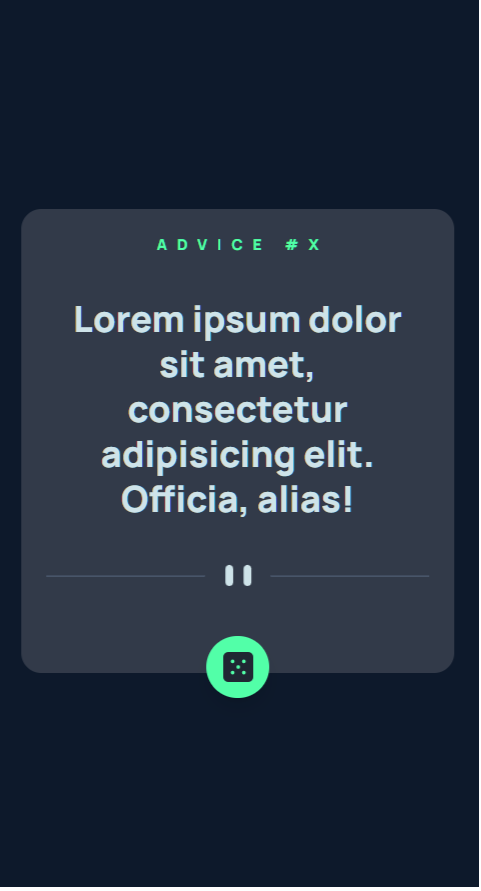 ADVICE #X
Lorem ipsum dolor
sit amet,
consectetur
adipisicing elit.
Officia, alias!